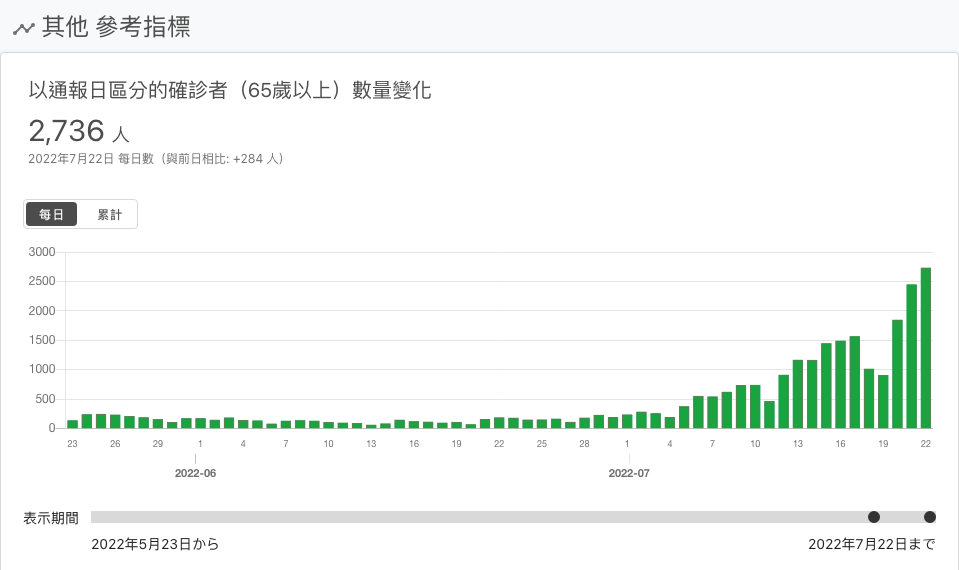 其他 參考指標
以通報日區分的確診者（65歲以上）數量變化
2,736 人
2022年7月22日 每日數（與前日相比: +284 人）
每日 累計
3000
2500
2000
1500
1000
500
0
23 26 29 1 4 7 10 13 16 19 22 25 28 1 4 7 10 13 16 19 22
2022-06 2022-07
表示期間
2022年5月23日から 2022年7月22日まで